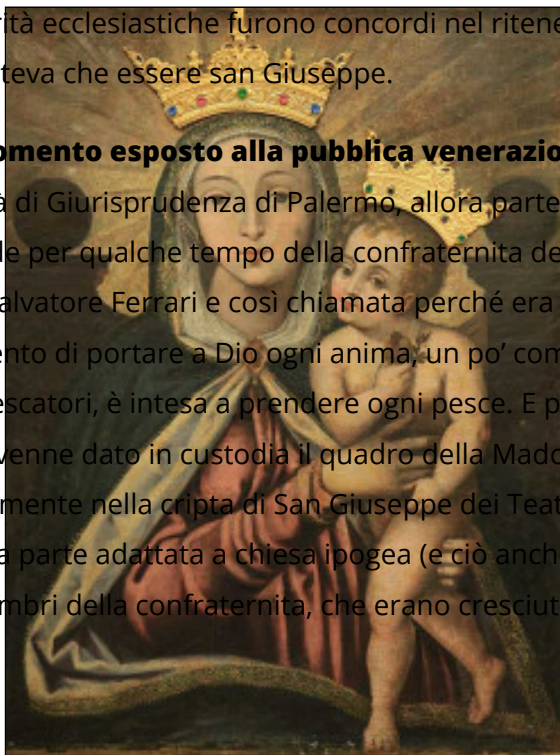 rità ecclesiastiche furono concordi nel ritene
teva che essere san Giuseppe.
omento esposto alla pubblica venerazio
à di Giurisprudenza di Palermo, allora parte
le per qualche tempo della confraternita de
alvatore Ferrari e così chiamata perché era
ento di portare a Dio ogni anima, un po’ com
escatori, è intesa a prendere ogni pesce. E p
venne dato in custodia il quadro della Mado
mente nella cripta di San Giuseppe dei Teat
a parte adattata a chiesa ipogea (e ciò anch
mbri della confraternita, che erano cresciut